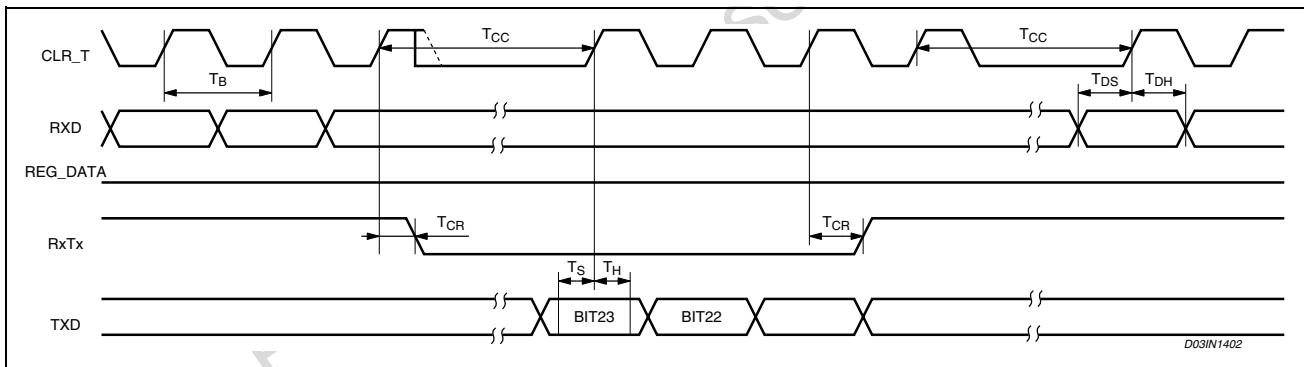 TCC
TCC
CLR_T
TB
TDS
TDH
RXD
REG_DATA
RxTx
TCR
TCR
TS
TH
TXD
BIT23
BIT22
D03IN1402